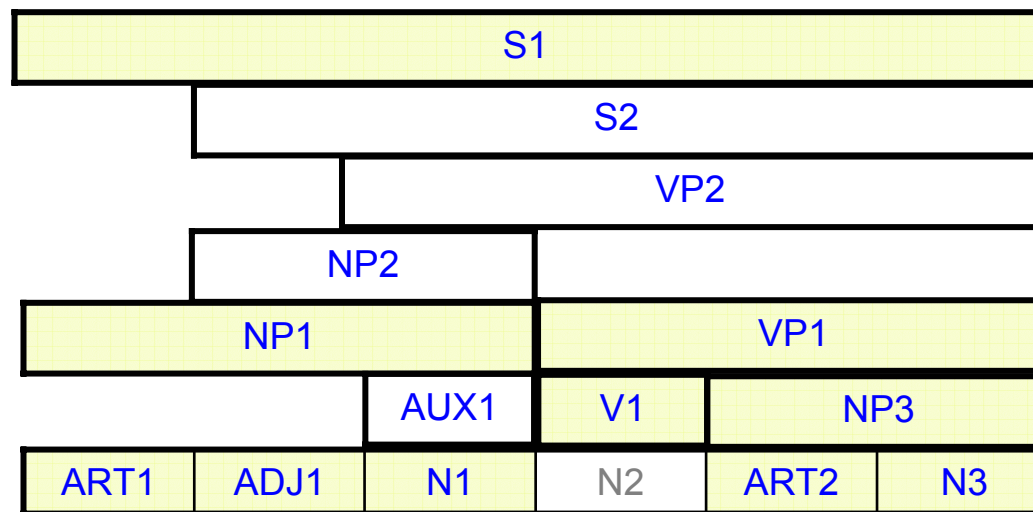 S1
S2
VP2
NP2
NP1 VP1
AUX1 V1 NP3
ART1 ADJ1 N1 N2 ART2 N3